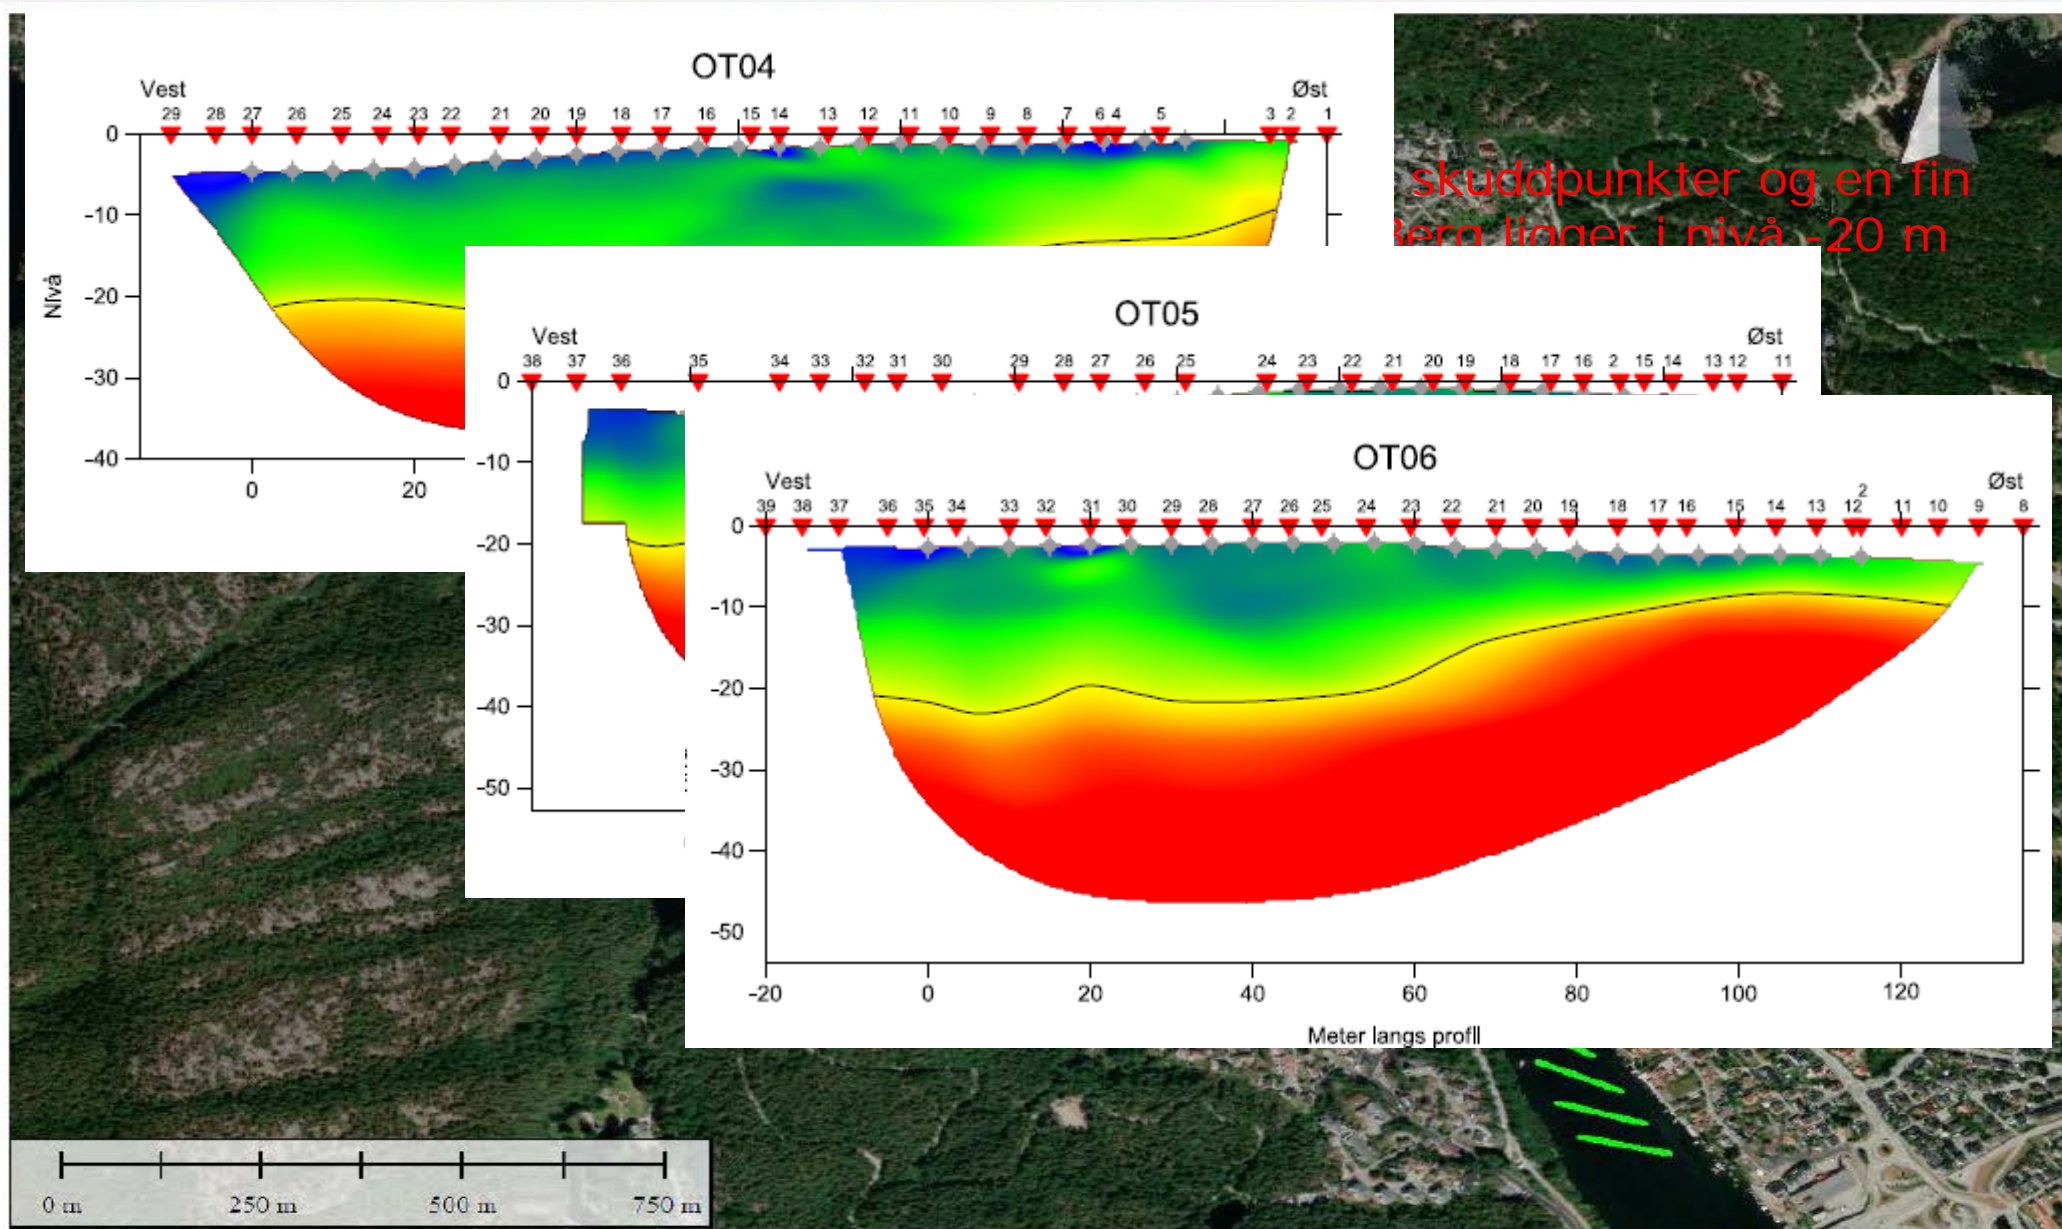 OT04
Vest Øst
29 28 27 26 25 24 23 22 21 20 19 18 17 16 15 14 13 12 11 10 9 8 7 6 4 5 3 2 1
0
-10
-20
-30
-40
Nivå
0 20
skuddpunkter og en fin
Berg ligger i nivå -20 m
OT05
Vest Øst
38 37 36 35 34 33 32 31 30 29 28 27 26 25 24 23 22 21 20 19 18 17 16 2 15 14 13 12 11
0
-10
-20
-30
-40
-50
OT06
Vest Øst
39 38 37 36 35 34 33 32 31 30 29 28 27 26 25 24 23 22 21 20 19 18 17 16 15 14 13 12 2 11 10 9 8
0
-10
-20
-30
-40
-50
-20 0 20 40 60 80 100 120
Meter langs profil
0 m 250 m 500 m 750 m